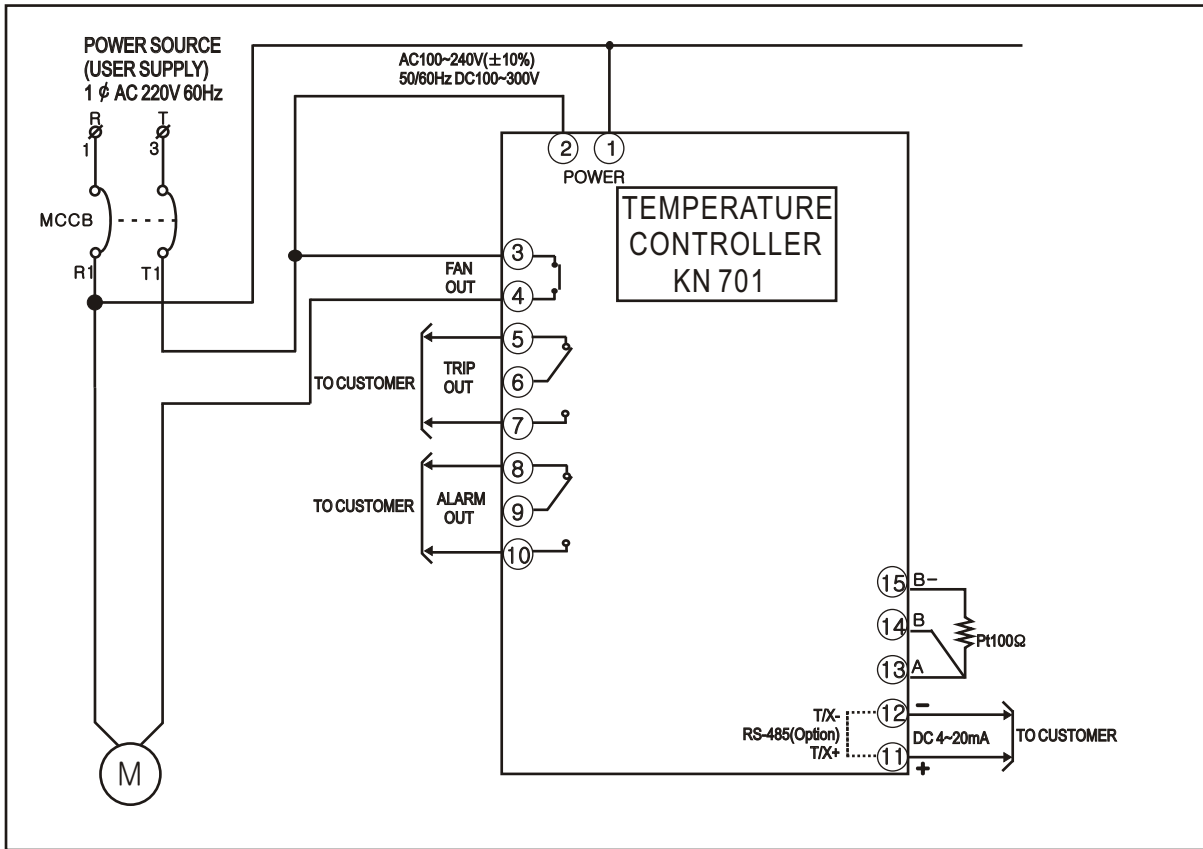 POWER SOURCE
(USER SUPPLY)
1 ¢ AC 220V 60Hz
R
T
1
3
MCCB
R1
T1
AC100~240V(±10%)
50/60Hz DC100~300V
2
1
POWER
TEMPERATURE
CONTROLLER
KN 701
3
FAN
OUT
4
5
TRIP
OUT
TO CUSTOMER
6
7
8
ALARM
OUT
TO CUSTOMER
9
10
15 B-
14 B
Pt100Ω
13 A
12 -
T/X-
RS-485(Option)
T/X+
DC 4~20mA
TO CUSTOMER
11
+
M